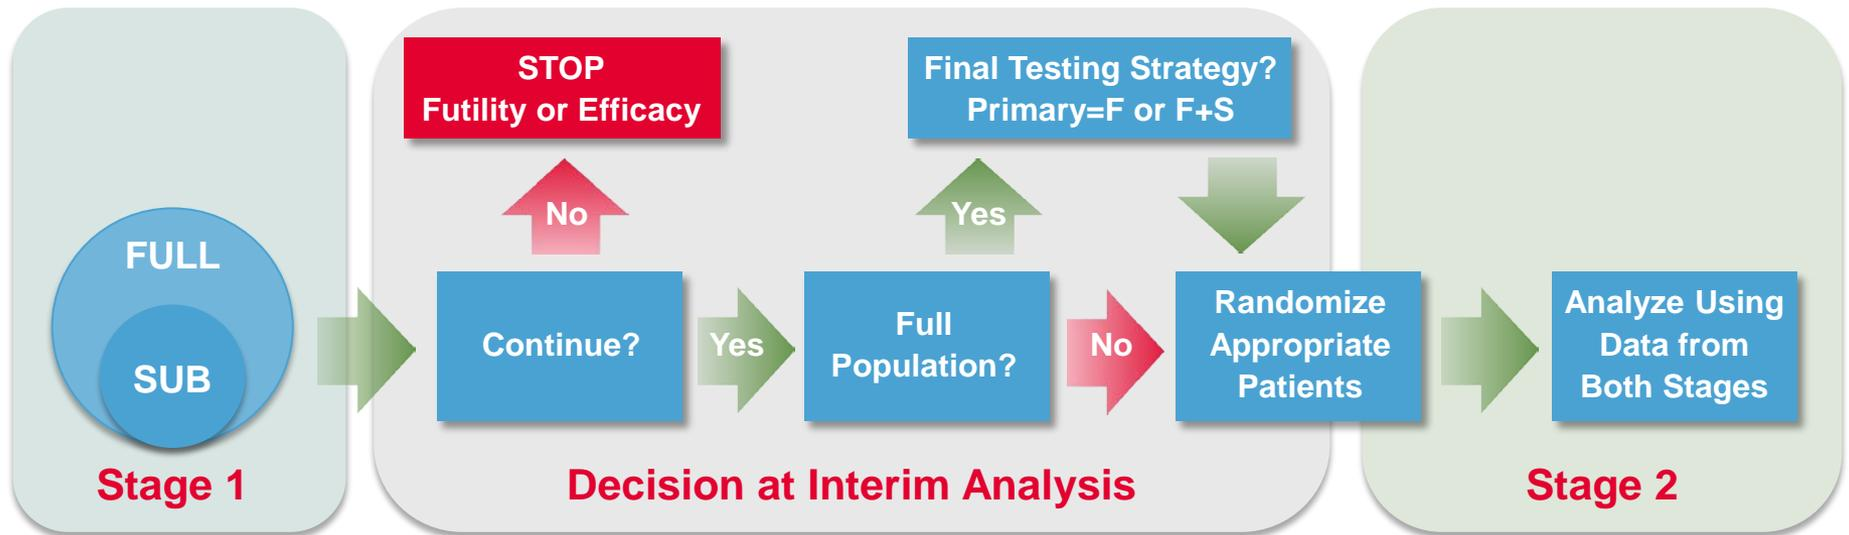 FULL
SUB
Stage 1
STOP
Futility or Efficacy
No
Continue?
Yes
Final Testing Strategy?
Primary=F or F+S
Yes
Full
Population?
No
Randomize
Appropriate
Patients
Decision at Interim Analysis
Analyze Using
Data from
Both Stages
Stage 2